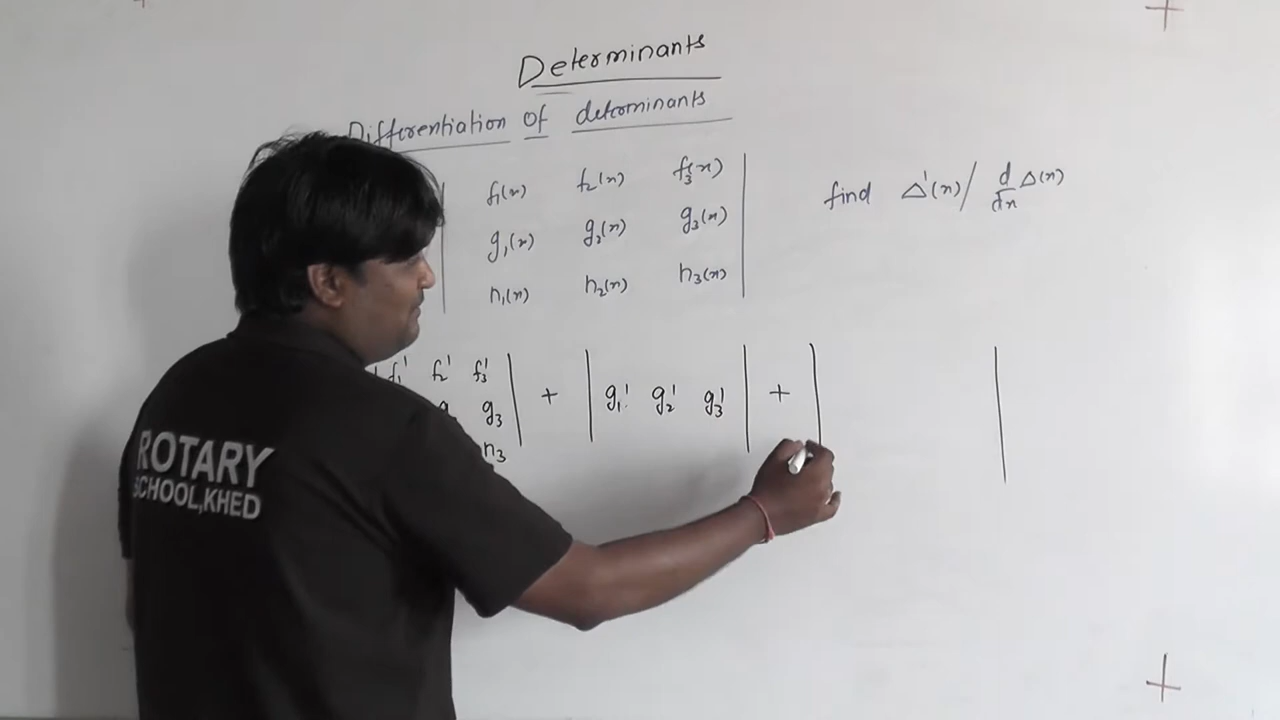 Determinants
Differentiation of determinants
f₁(x) f₂(x) f₃(x)
find Δ'(x) / d/dx Δ(x)
g₁(x) g₂(x) g₃(x)
h₁(x) h₂(x) h₃(x)
f₁' f₂' f₃'
g₃ + g₁' g₂' g₃' +
h₃
ROTARY
SCHOOL,KHED